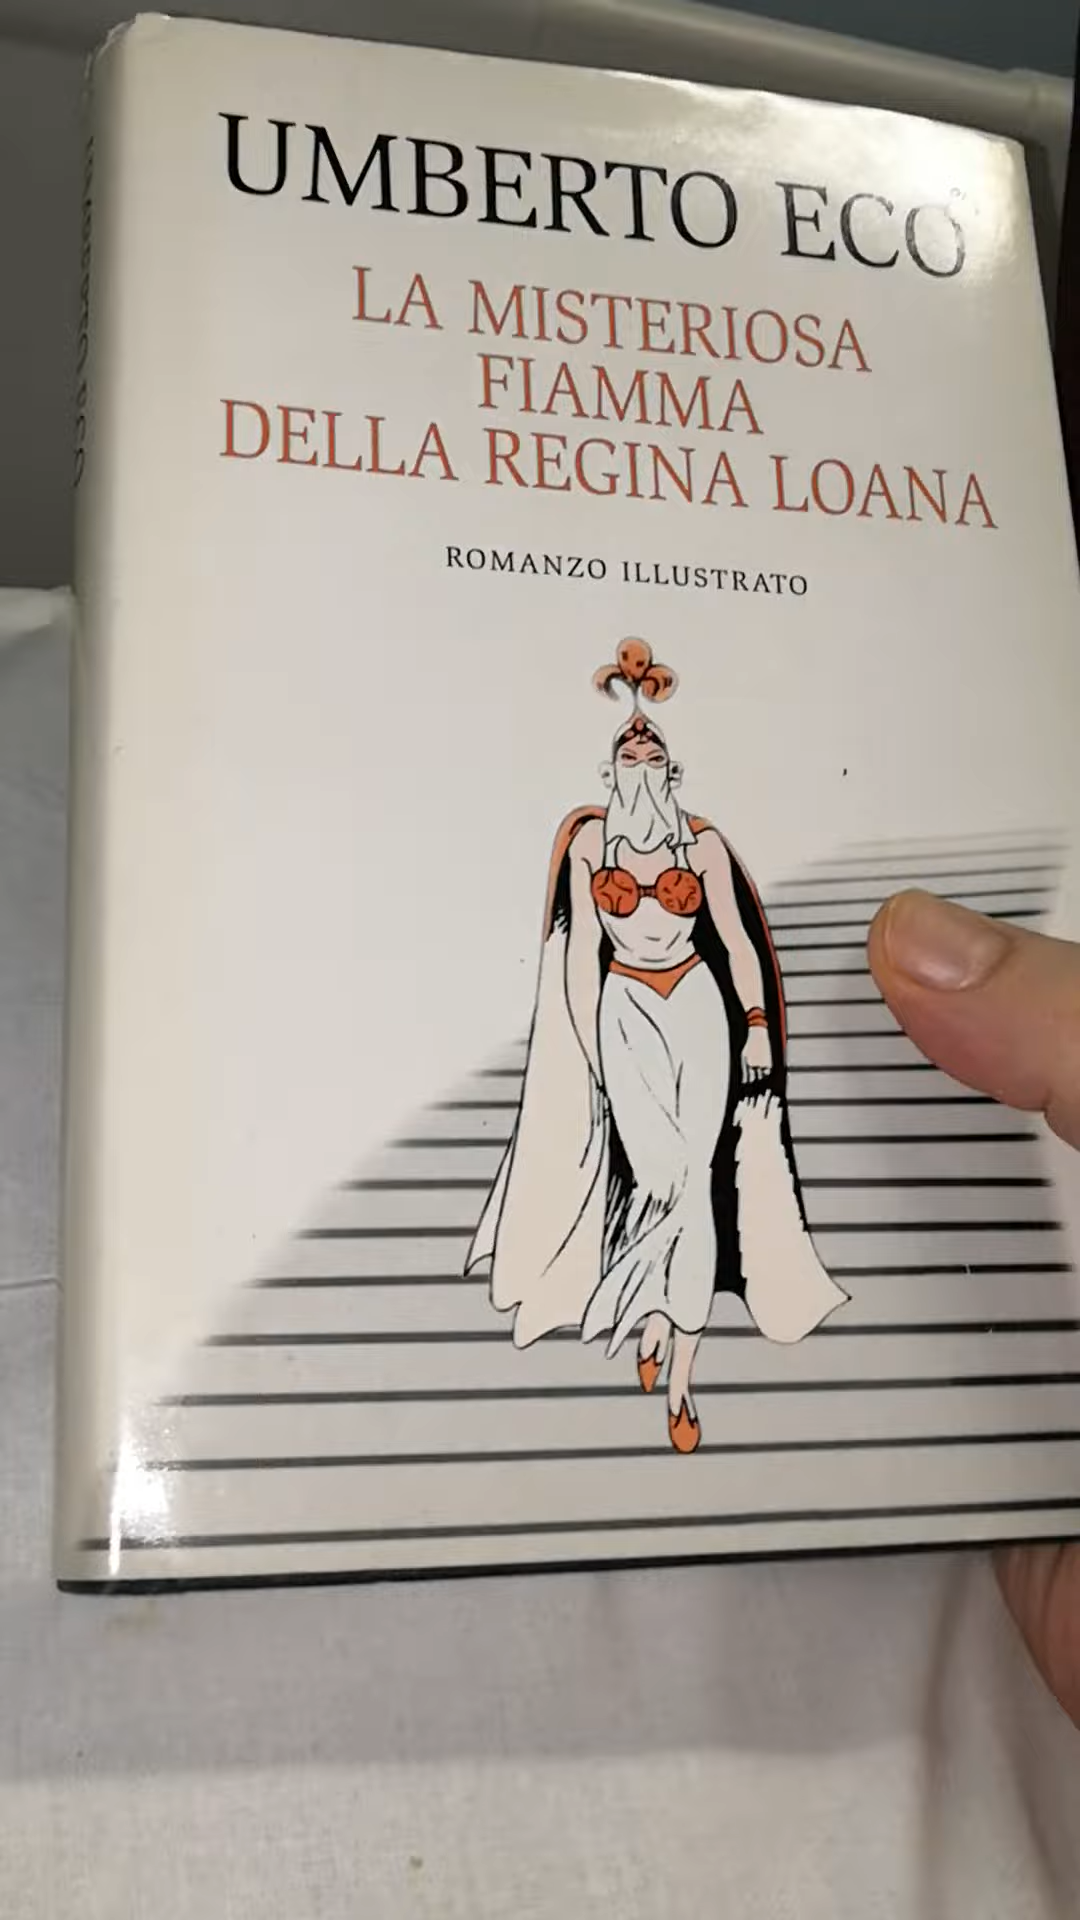 UMBERTO ECO
LA MISTERIOSA
FIAMMA
DELLA REGINA LOANA
ROMANZO ILLUSTRATO